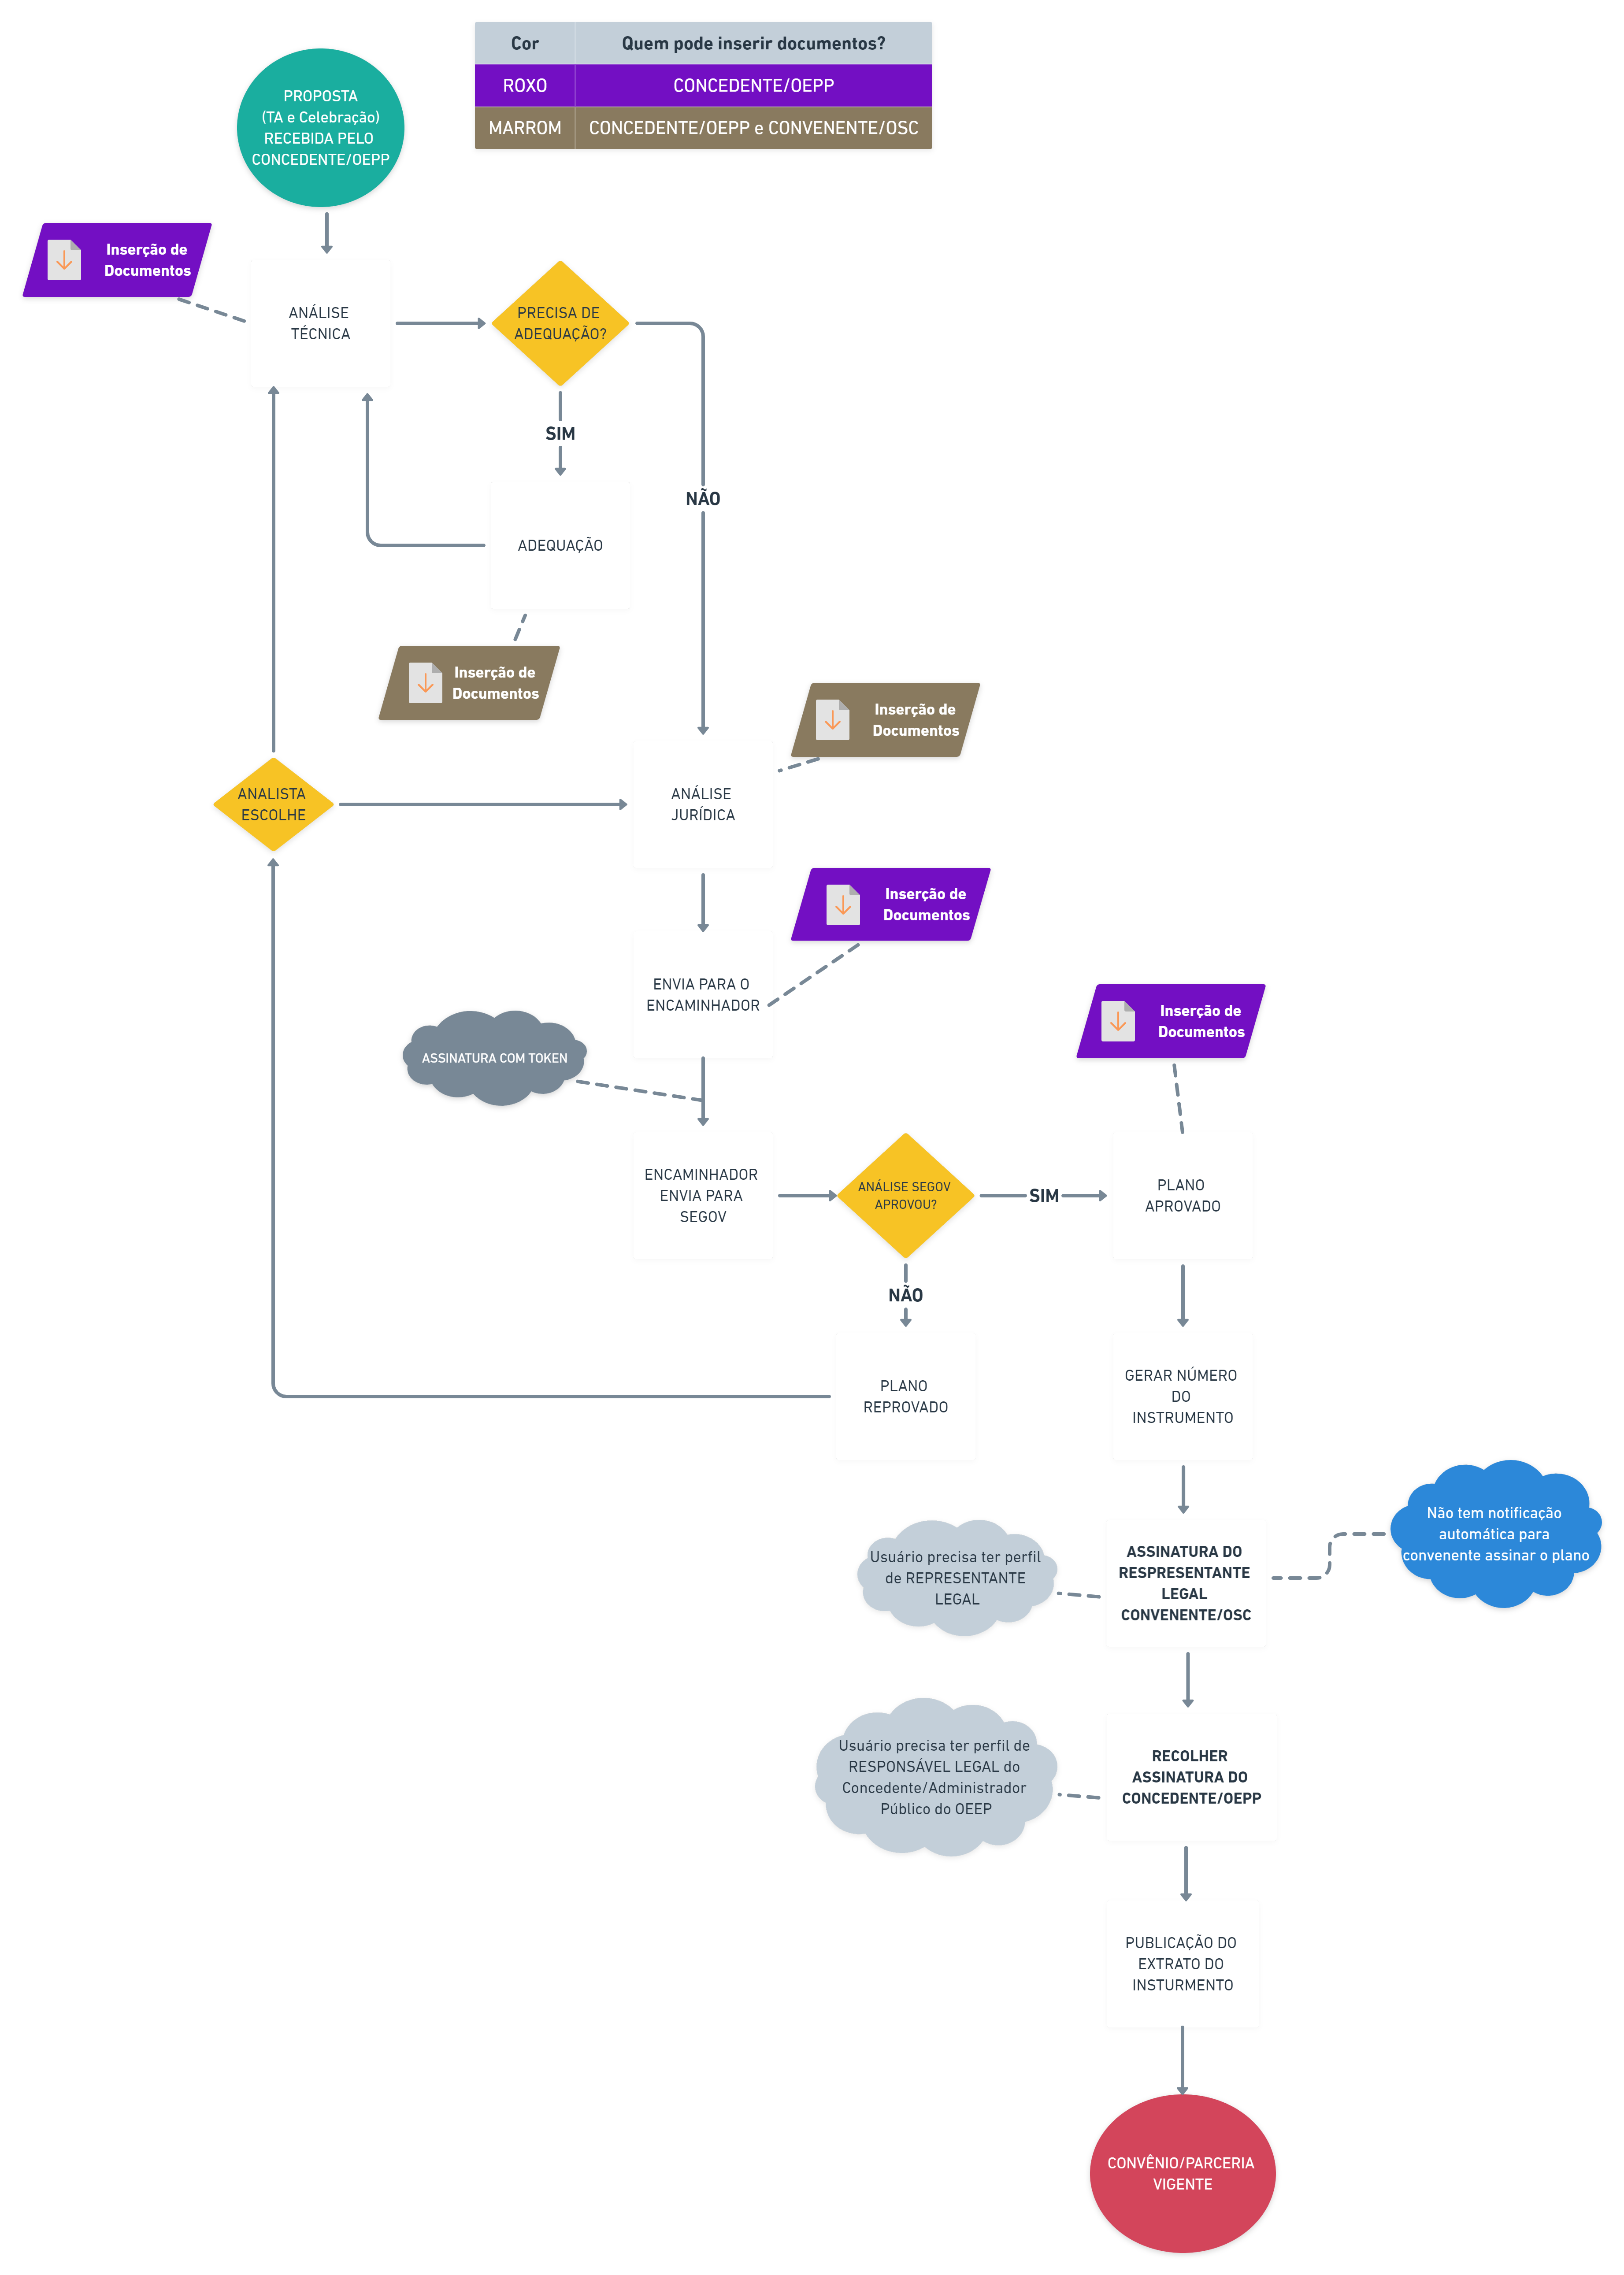 Cor
Quem pode inserir documentos?
ROXO
CONCEDENTE/OEPP
MARROM
CONCEDENTE/OEPP e CONVENENTE/OSC
PROPOSTA
(TA e Celebração)
RECEBIDA PELO
CONCEDENTE/OEPP
Inserção de
Documentos
ANÁLISE
TÉCNICA
PRECISA DE
ADEQUAÇÃO?
SIM
NÃO
ADEQUAÇÃO
Inserção de
Documentos
Inserção de
Documentos
ANALISTA
ESCOLHE
ANÁLISE
JURÍDICA
Inserção de
Documentos
ENVIA PARA O
ENCAMINHADOR
Inserção de
Documentos
ASSINATURA COM TOKEN
ENCAMINHADOR
ENVIA PARA
SEGOV
ANÁLISE SEGOV
APROVOU?
SIM
PLANO
APROVADO
NÃO
PLANO
REPROVADO
GERAR NÚMERO
DO
INSTRUMENTO
Não tem notificação
automática para
convenente assinar o plano
Usuário precisa ter perfil
de REPRESENTANTE
LEGAL
ASSINATURA DO
RESPRESENTANTE
LEGAL
CONVENENTE/OSC
Usuário precisa ter perfil de
RESPONSÁVEL LEGAL do
Concedente/Administrador
Público do OEEP
RECOLHER
ASSINATURA DO
CONCEDENTE/OEPP
PUBLICAÇÃO DO
EXTRATO DO
INSTURMENTO
CONVÊNIO/PARCERIA
VIGENTE